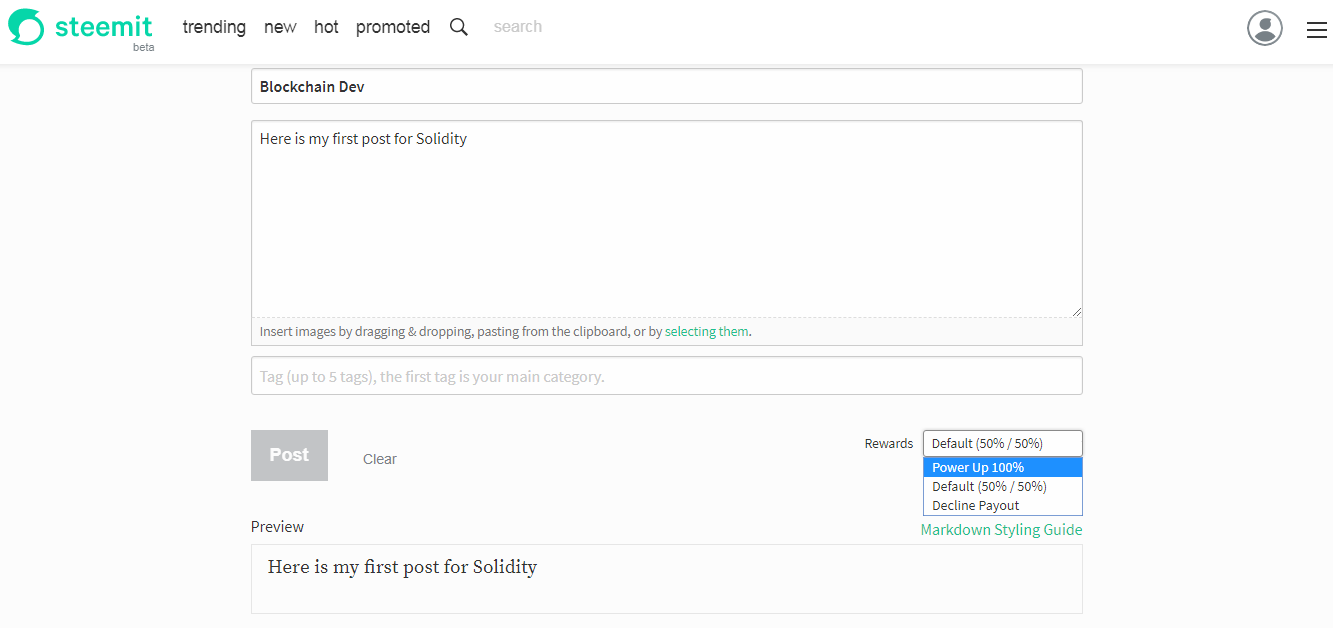 steemit
beta
trending new hot promoted search
Blockchain Dev
Here is my first post for Solidity
Insert images by dragging & dropping, pasting from the clipboard, or by selecting them.
Tag (up to 5 tags), the first tag is your main category.
Post Clear Rewards Default (50% / 50%)
Power Up 100%
Default (50% / 50%)
Decline Payout
Preview Markdown Styling Guide
Here is my first post for Solidity